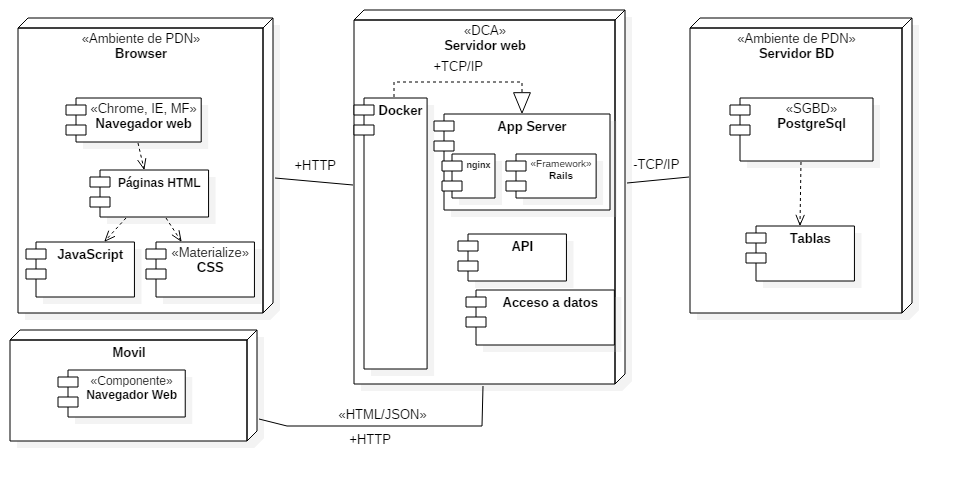 «Ambiente de PDN»
Browser
«Chrome, IE, MF»
Navegador web
Páginas HTML
JavaScript
«Materialize»
CSS
+HTTP
«DCA»
Servidor web
+TCP/IP
Docker
App Server
nginx
«Framework»
Rails
API
Acceso a datos
-TCP/IP
«Ambiente de PDN»
Servidor BD
«SGBD»
PostgreSql
Tablas
Movil
«Componente»
Navegador Web
«HTML/JSON»
+HTTP